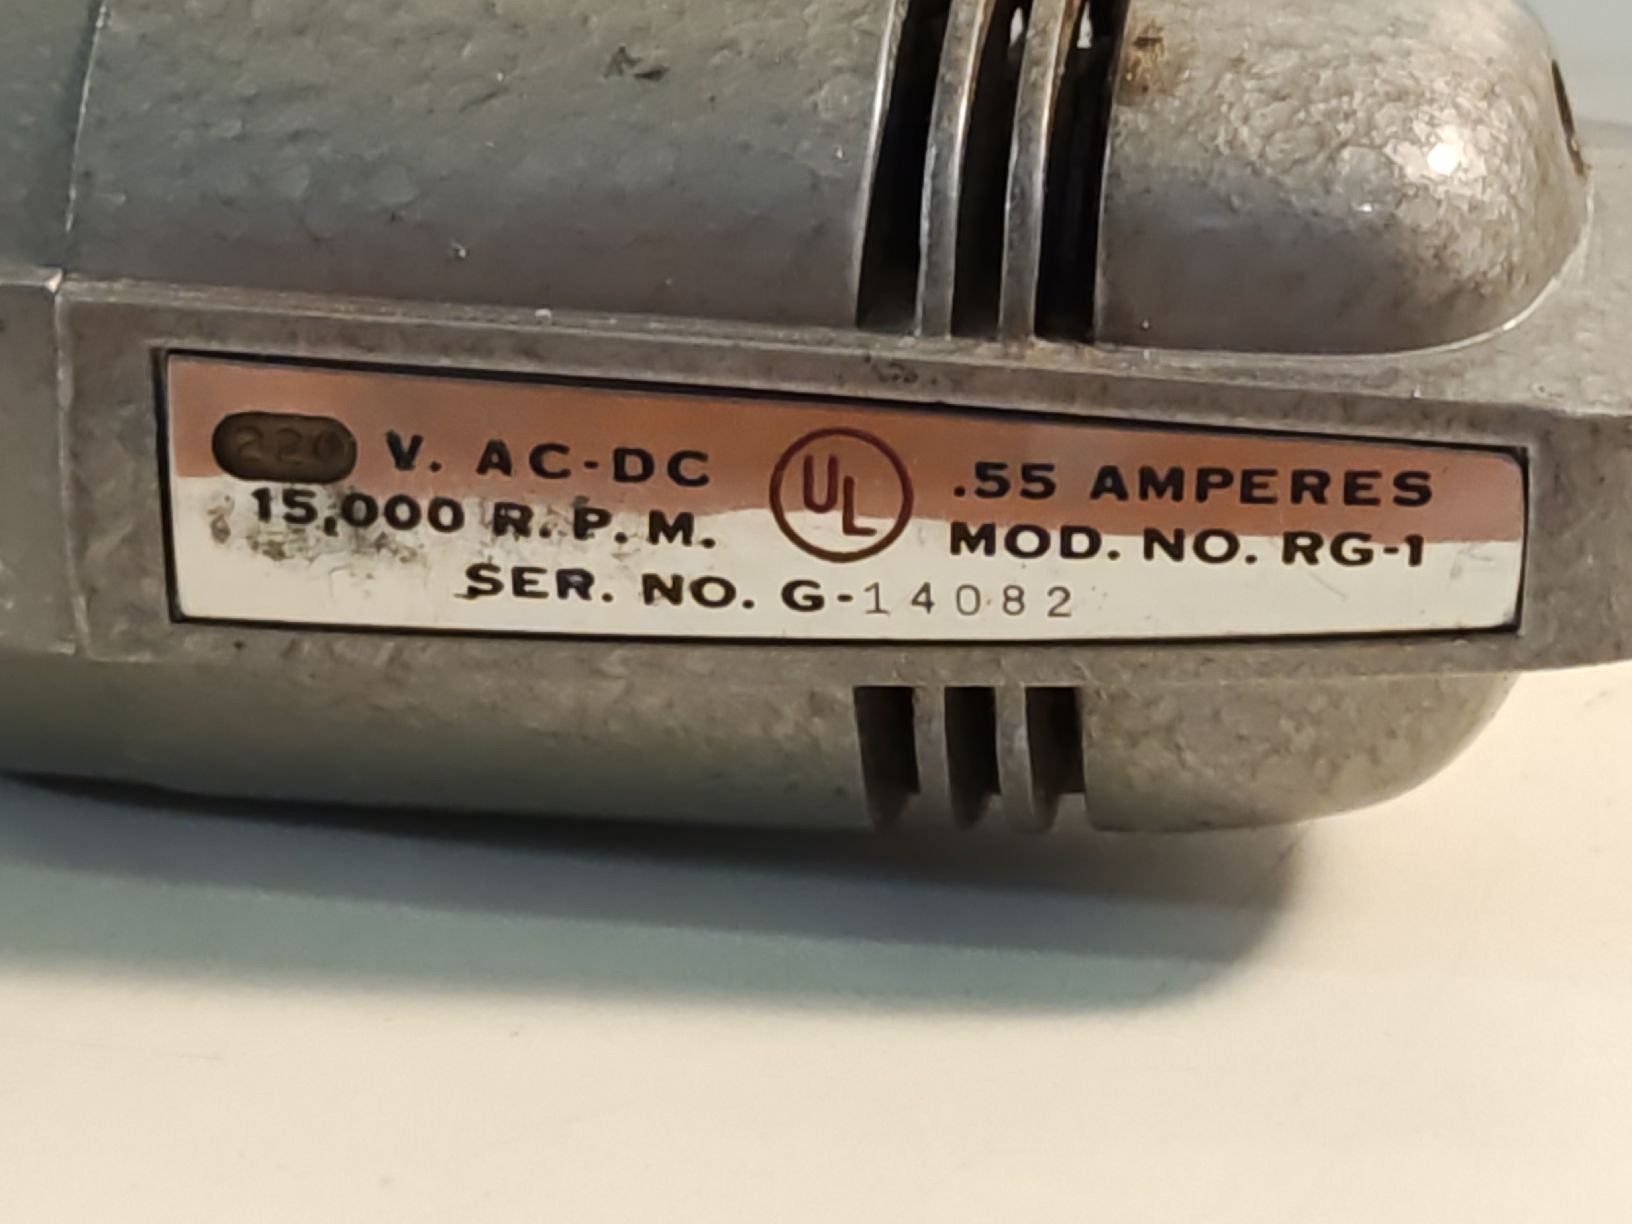 220 V. AC-DC UL .55 AMPERES
15,000 R.P.M. MOD. NO. RG-1
SER. NO. G-14082